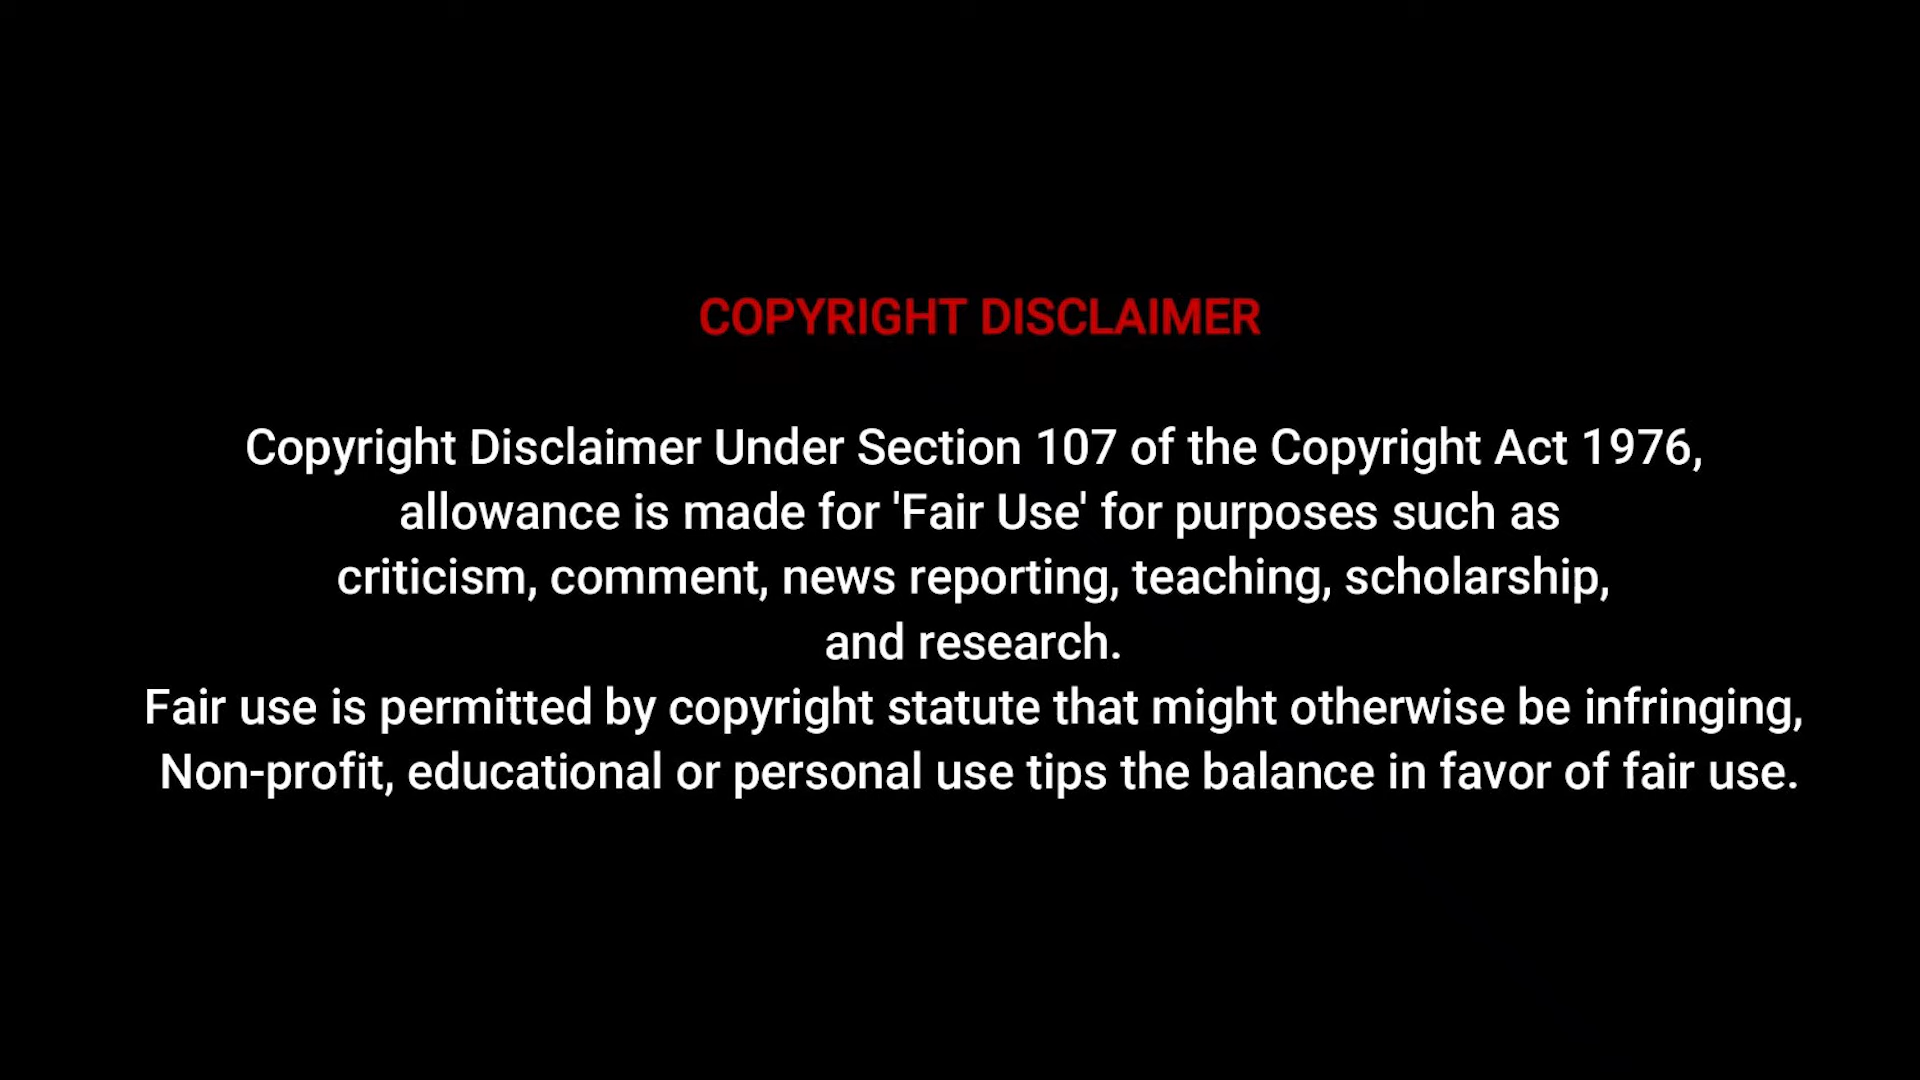 COPYRIGHT DISCLAIMER
Copyright Disclaimer Under Section 107 of the Copyright Act 1976,
allowance is made for 'Fair Use' for purposes such as
criticism, comment, news reporting, teaching, scholarship,
and research.
Fair use is permitted by copyright statute that might otherwise be infringing,
Non-profit, educational or personal use tips the balance in favor of fair use.